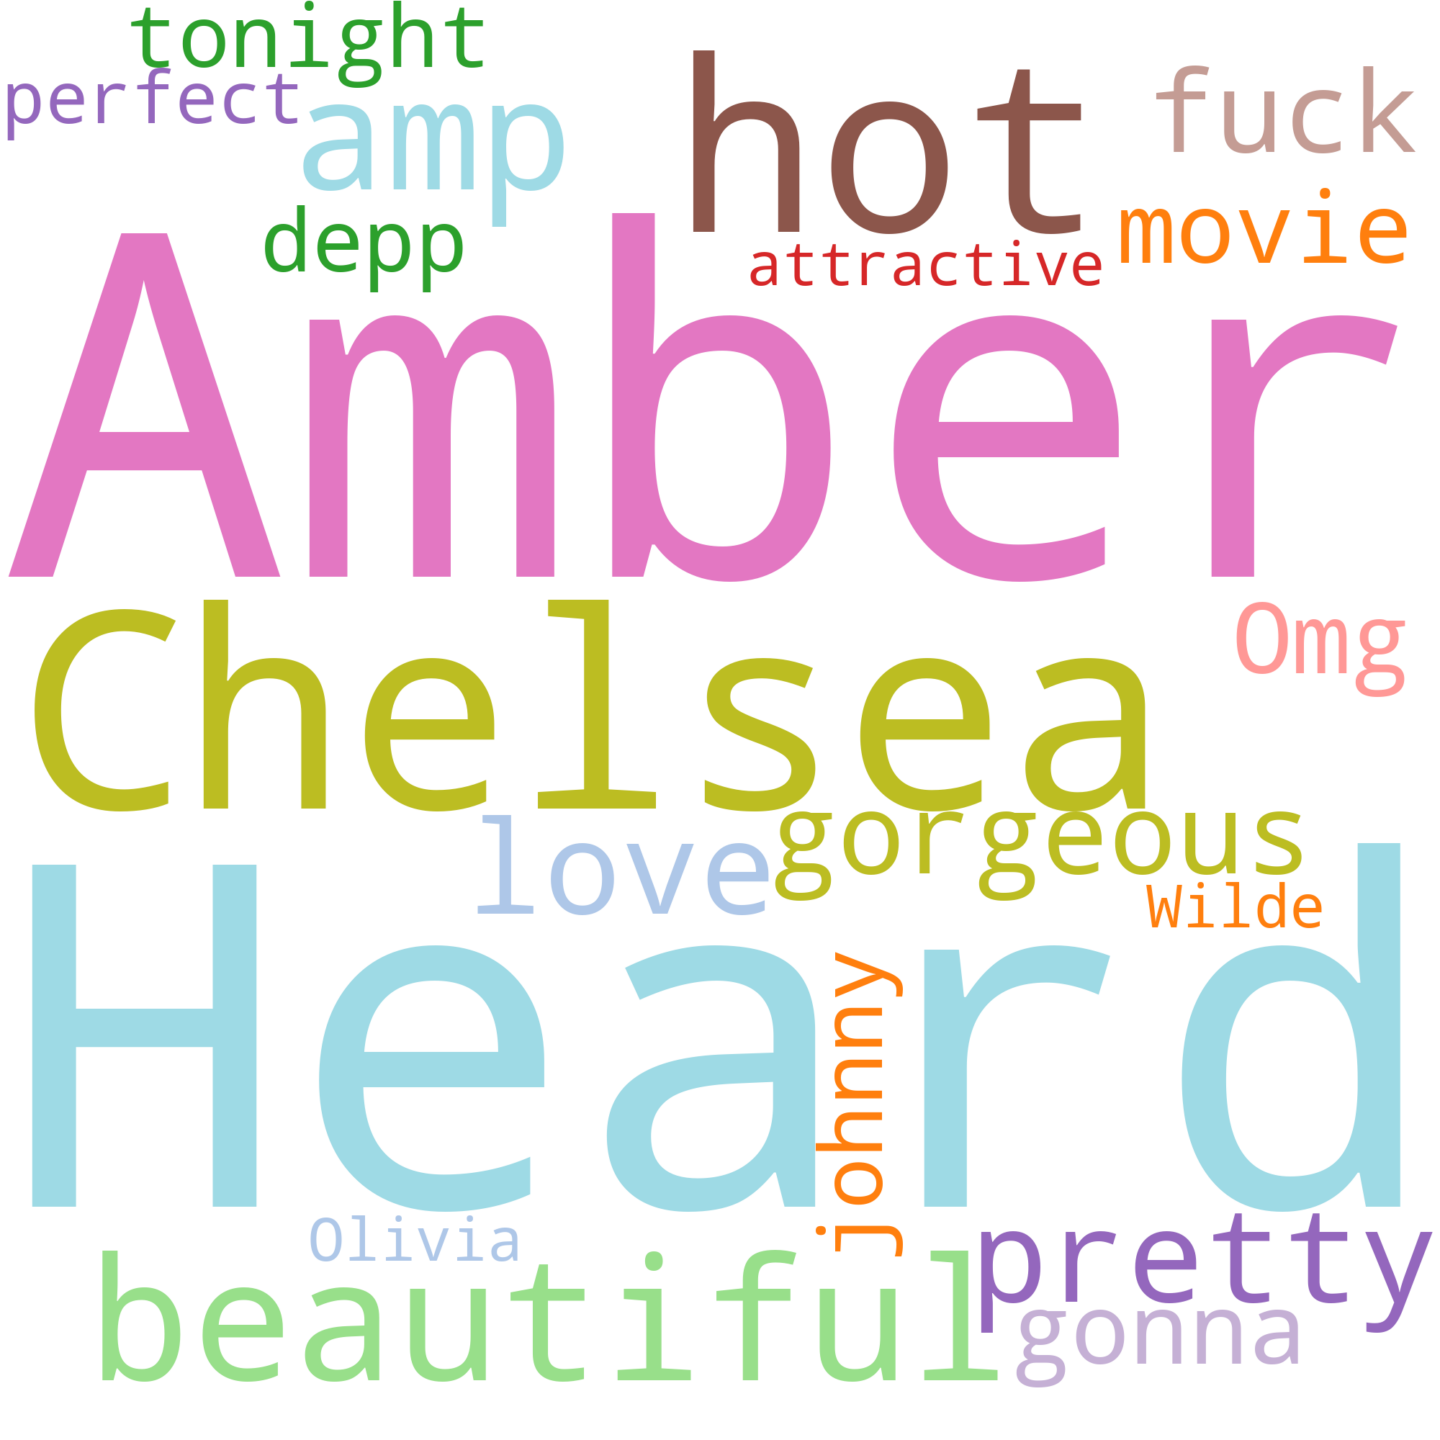 tonight
perfect
amp
hot
fuck
depp
attractive
movie
Amber
Chelsea
Omg
love
gorgeous
Wilde
Heard
johnny
Olivia
pretty
beautiful
gonna